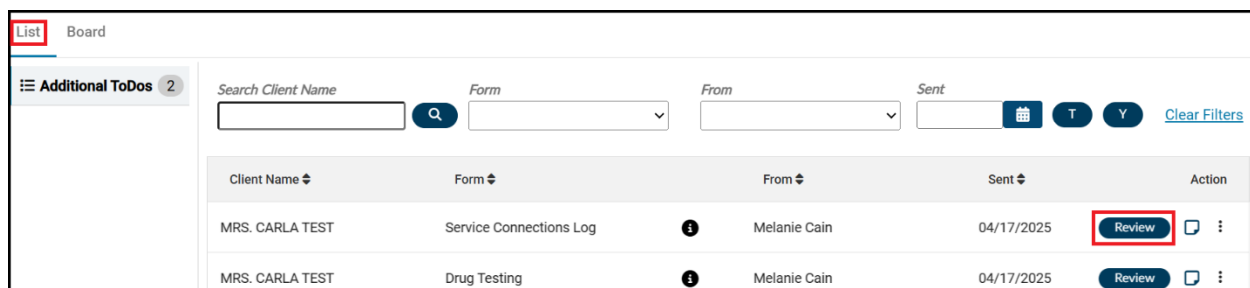 List Board
Additional ToDos 2
Search Client Name Form From Sent
T Y Clear Filters
Client Name Form From Sent Action
MRS. CARLA TEST Service Connections Log Melanie Cain 04/17/2025 Review
MRS. CARLA TEST Drug Testing Melanie Cain 04/17/2025 Review